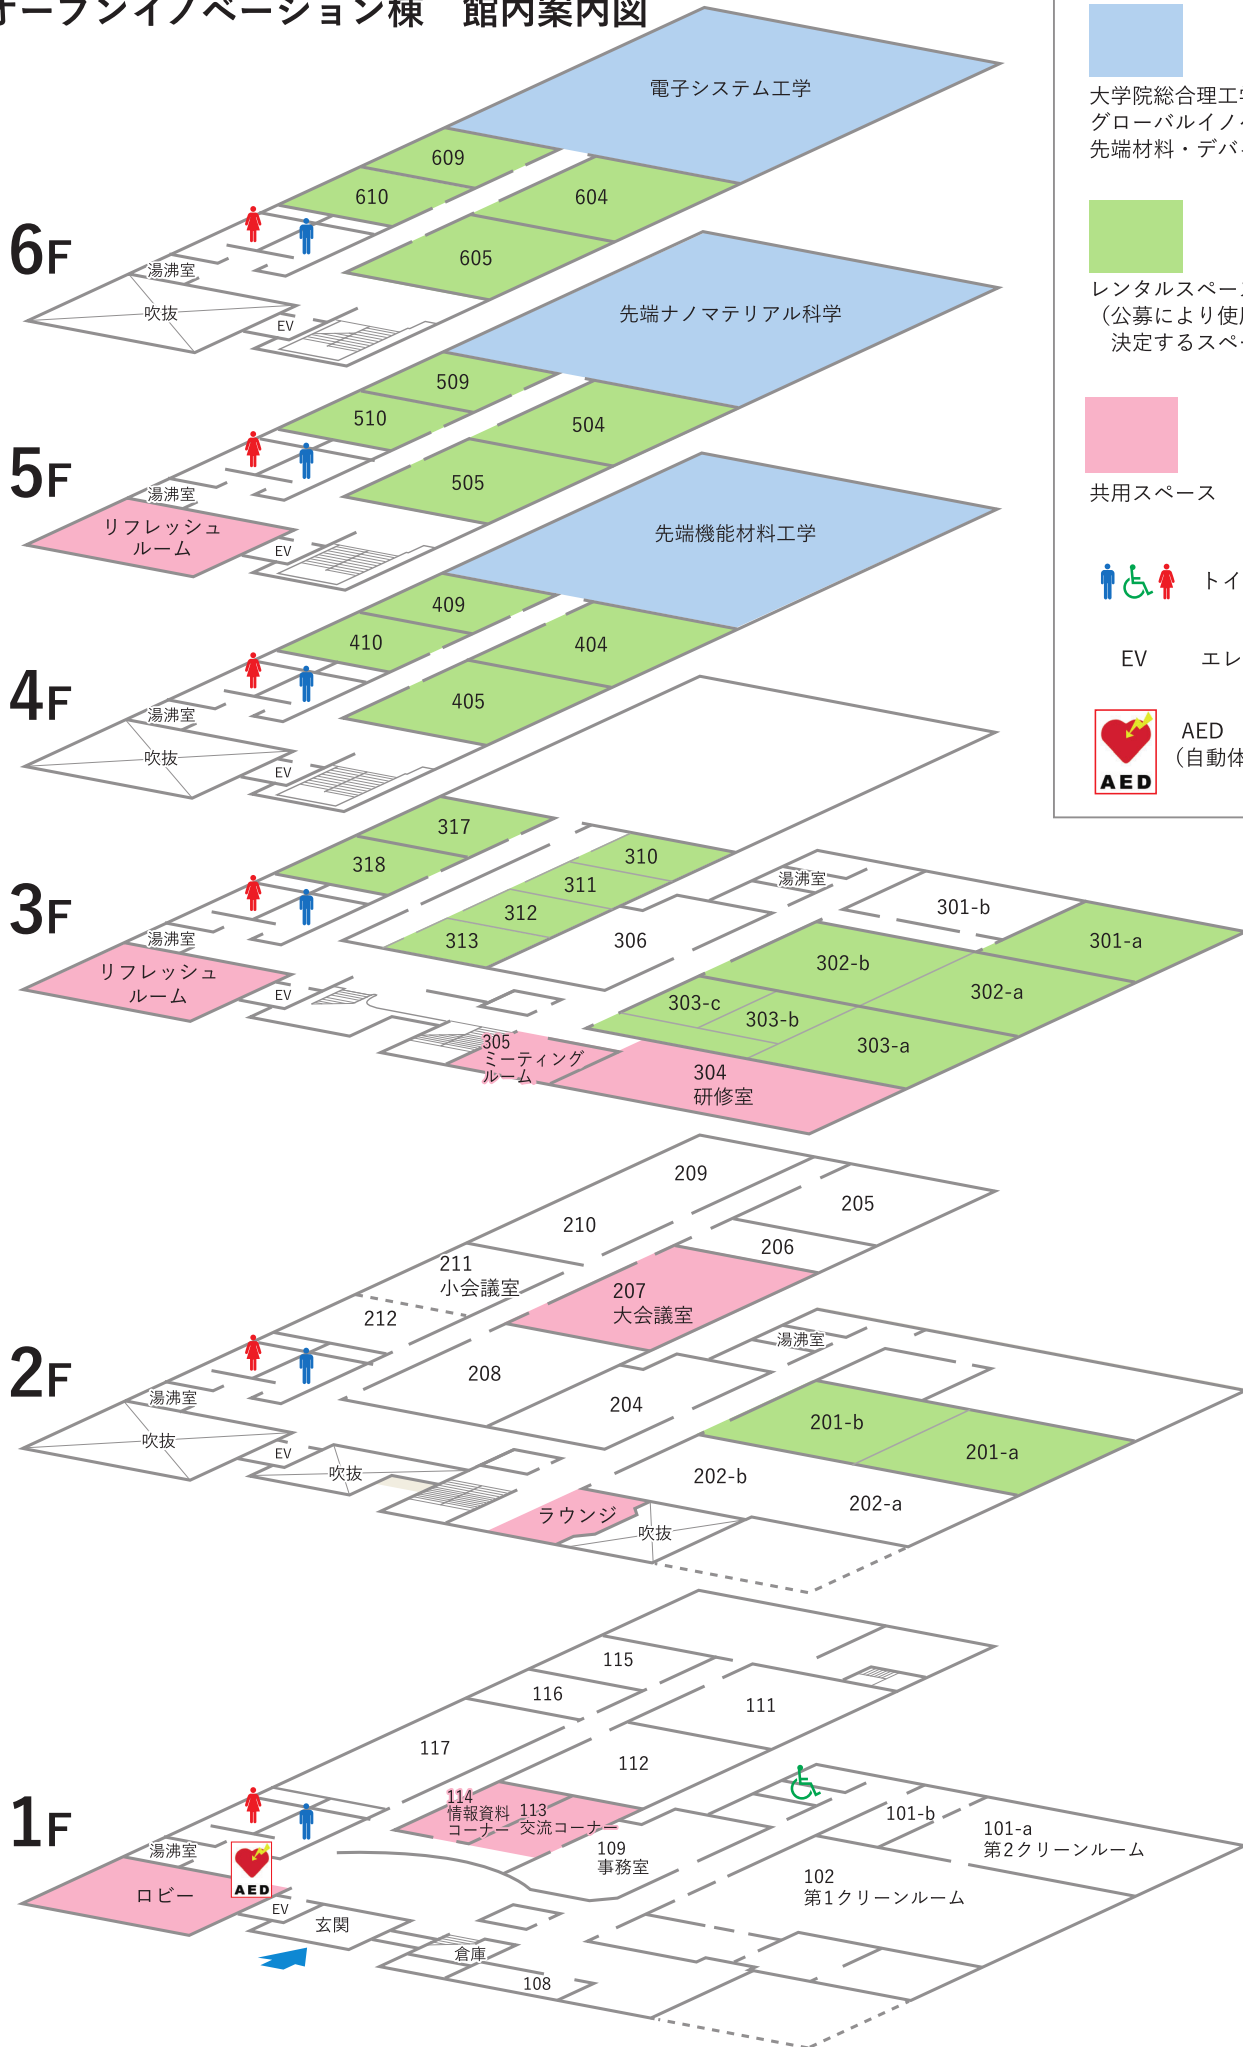 オープンイノベーション棟　館内案内図
大学院総合理工
グローバルイノ
先端材料・デバ
レンタルスペー
（公募により使
決定するスペ
共用スペース
トイ
EV
エレ
AED
AED
（自動体
6F
電子システム工学
609
610
604
605
湯沸室
吹抜
EV
5F
先端ナノマテリアル科学
509
510
504
505
湯沸室
リフレッシュ
ルーム
EV
4F
先端機能材料工学
409
410
404
405
湯沸室
吹抜
EV
3F
317
318
310
311
312
313
306
湯沸室
301-b
301-a
302-b
302-a
303-c
303-b
303-a
湯沸室
リフレッシュ
ルーム
EV
305
ミーティング
ルーム
304
研修室
2F
209
210
205
206
211
小会議室
207
大会議室
212
208
204
湯沸室
湯沸室
吹抜
EV
吹抜
201-b
201-a
202-b
202-a
ラウンジ
吹抜
1F
115
116
111
117
112
114
情報資料
コーナー
113
交流コーナー
109
事務室
101-b
101-a
第2クリーンルーム
102
第1クリーンルーム
湯沸室
AED
ロビー
EV
玄関
倉庫
108